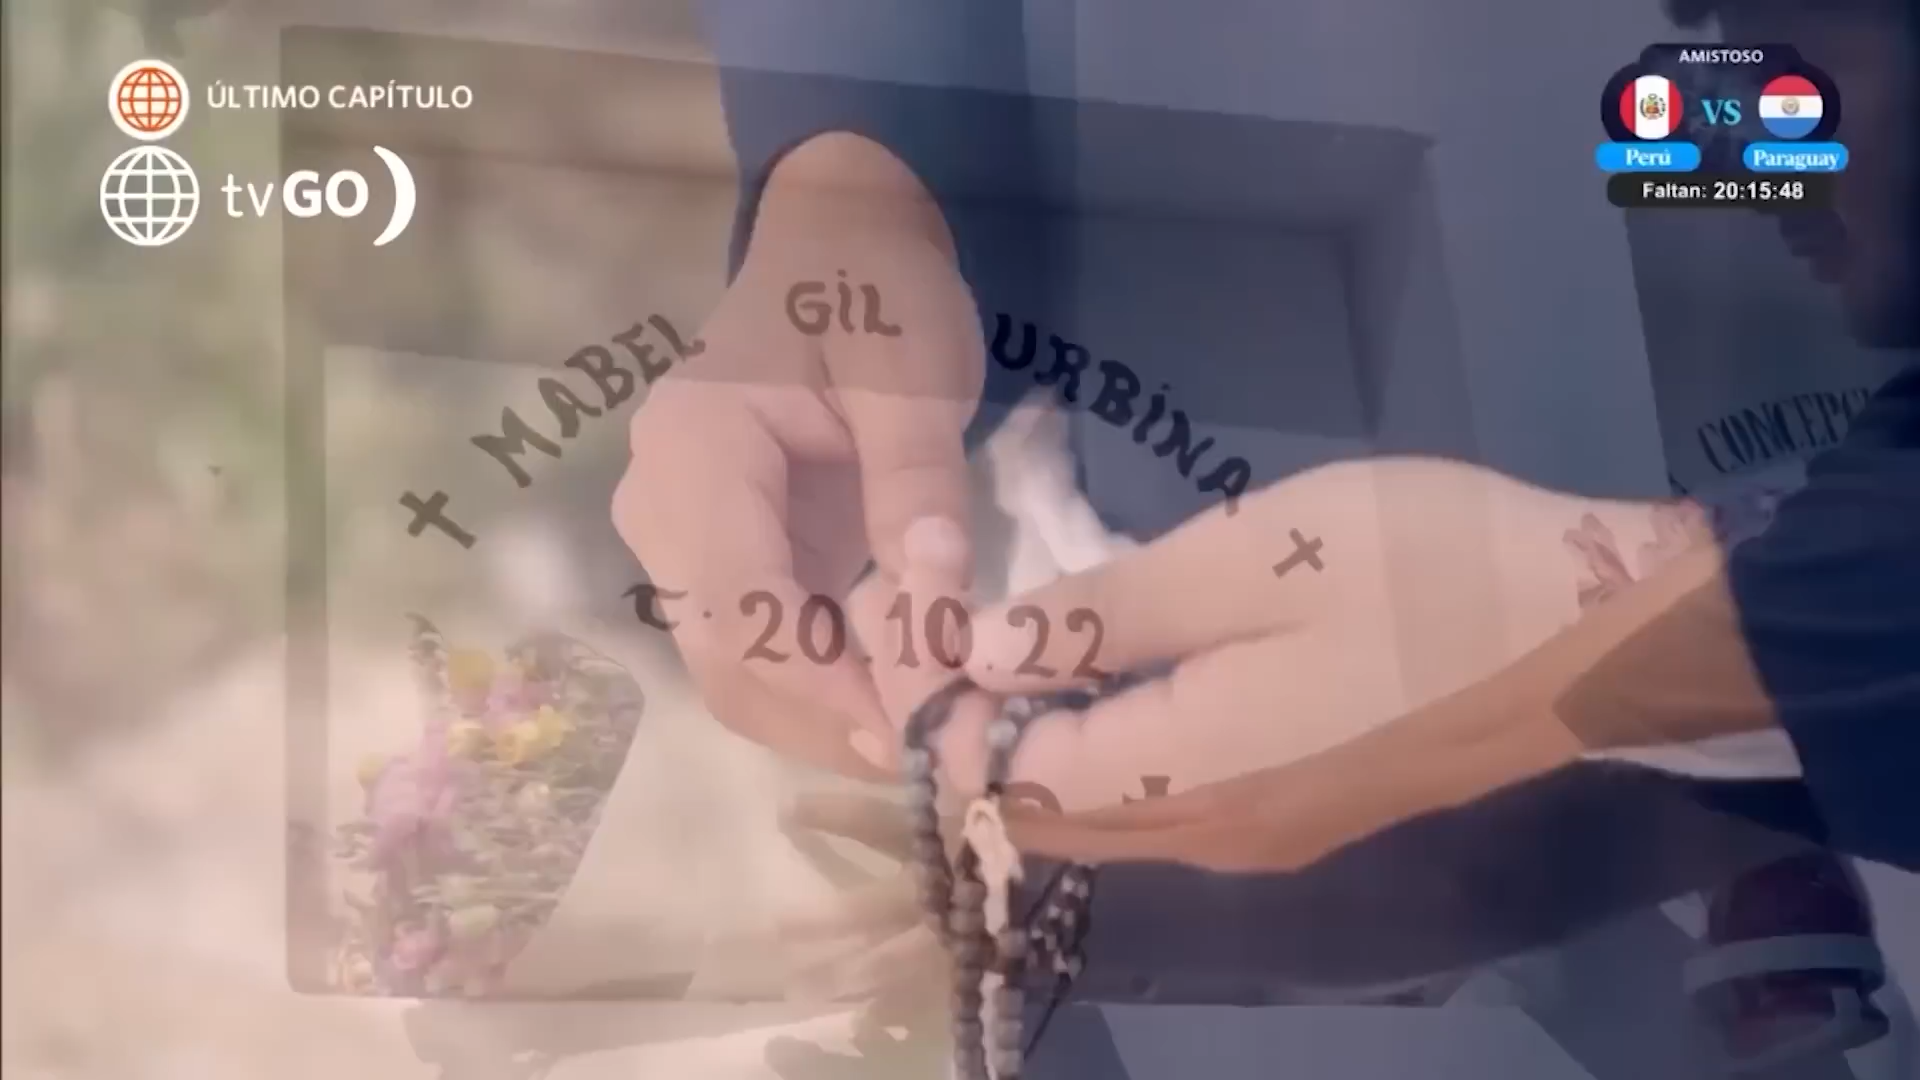 ÚLTIMO CAPÍTULO
tvGO
AMISTOSO
VS
Perú Paraguay
Faltan: 20:15:48
MABEL GIL URBINA
20.10.22